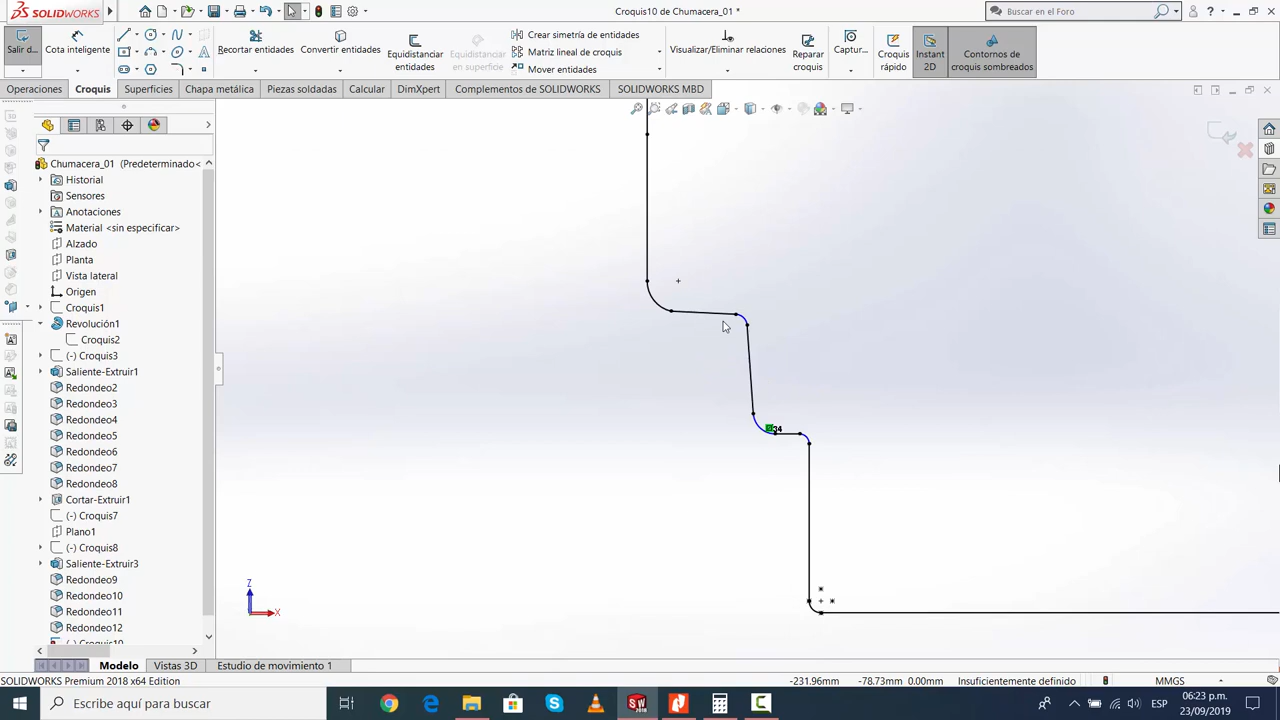 SOLIDWORKS
Croquis10 de Chumacera_01 *
Buscar en el Foro
Salir d...
Cota inteligente
Recortar entidades
Convertir entidades
Equidistanciar entidades
Equidistanciar en superficie
Crear simetría de entidades
Matriz lineal de croquis
Mover entidades
Visualizar/Eliminar relaciones
Reparar croquis
Captur...
Croquis rápido
Instant 2D
Contornos de croquis sombreados
Operaciones
Croquis
Superficies
Chapa metálica
Piezas soldadas
Calcular
DimXpert
Complementos de SOLIDWORKS
SOLIDWORKS MBD
Chumacera_01 (Predeterminado<
Historial
Sensores
Anotaciones
Material <sin especificar>
Alzado
Planta
Vista lateral
Origen
Croquis1
Revolución1
Croquis2
(-) Croquis3
Saliente-Extruir1
Redondeo2
Redondeo3
Redondeo4
Redondeo5
Redondeo6
Redondeo7
Redondeo8
Cortar-Extruir1
(-) Croquis7
Plano1
(-) Croquis8
Saliente-Extruir3
Redondeo9
Redondeo10
Redondeo11
Redondeo12
(-) Croquis10
34
Z
X
Modelo
Vistas 3D
Estudio de movimiento 1
SOLIDWORKS Premium 2018 x64 Edition
-231.96mm
-78.73mm
0.00mm
Insuficientemente definido
MMGS
Escribe aquí para buscar
ESP
06:23 p.m.
23/09/2019